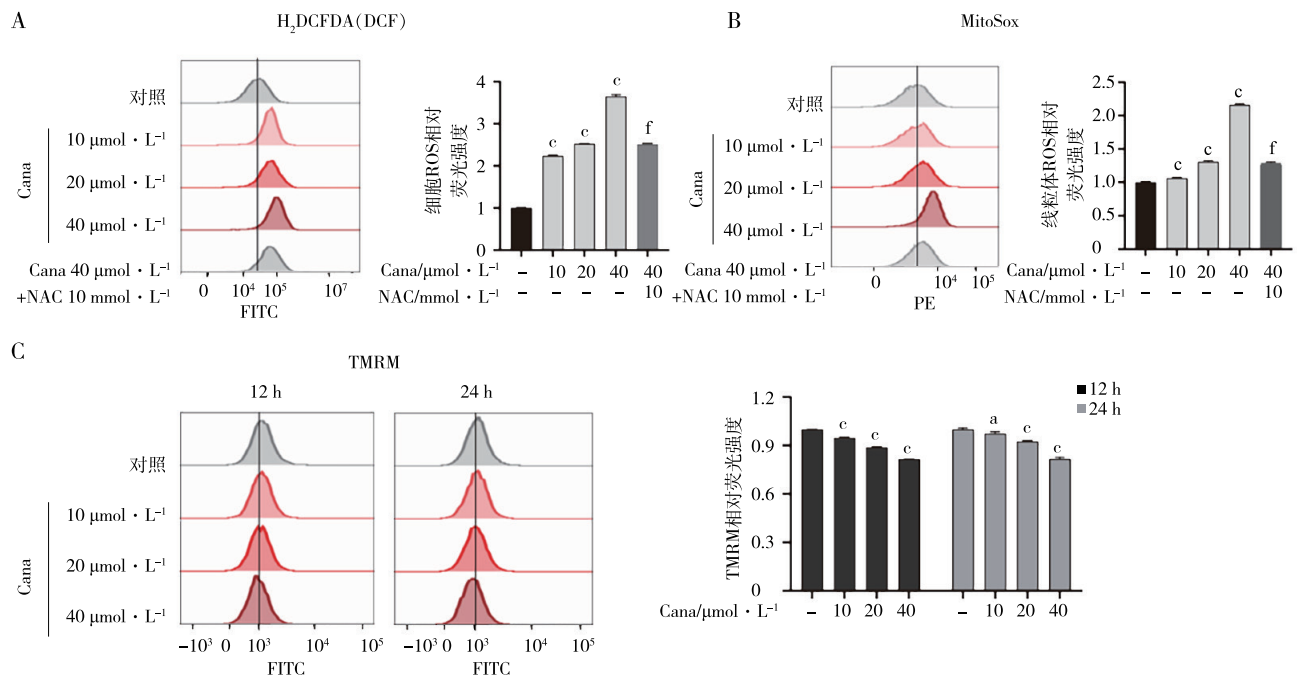 A
H₂DCFDA(DCF)
对照
10 μmol·L⁻¹
20 μmol·L⁻¹
40 μmol·L⁻¹
Cana
Cana 40 μmol·L⁻¹
+NAC 10 mmol·L⁻¹
0 10⁴ 10⁵ 10⁷
FITC
细胞ROS相对
荧光强度
4
3
2
1
0
c c c f
Cana/μmol·L⁻¹ – 10 20 40 40
NAC/mmol·L⁻¹ – – – – 10
B
MitoSox
对照
10 μmol·L⁻¹
20 μmol·L⁻¹
40 μmol·L⁻¹
Cana
Cana 40 μmol·L⁻¹
+NAC 10 mmol·L⁻¹
0 10⁴ 10⁵
PE
线粒体ROS相对
荧光强度
2.5
2.0
1.5
1.0
0.5
0
c c c f
Cana/μmol·L⁻¹ – 10 20 40 40
NAC/mmol·L⁻¹ – – – – 10
C
TMRM
12 h 24 h
对照
10 μmol·L⁻¹
20 μmol·L⁻¹
40 μmol·L⁻¹
Cana
−10³ 0 10³ 10⁴ 10⁵
FITC
−10³ 0 10³ 10⁴ 10⁵
FITC
TMRM相对荧光强度
1.2
0.9
0.6
0.3
0
c c c a c c
12 h
24 h
Cana/μmol·L⁻¹ – 10 20 40 – 10 20 40